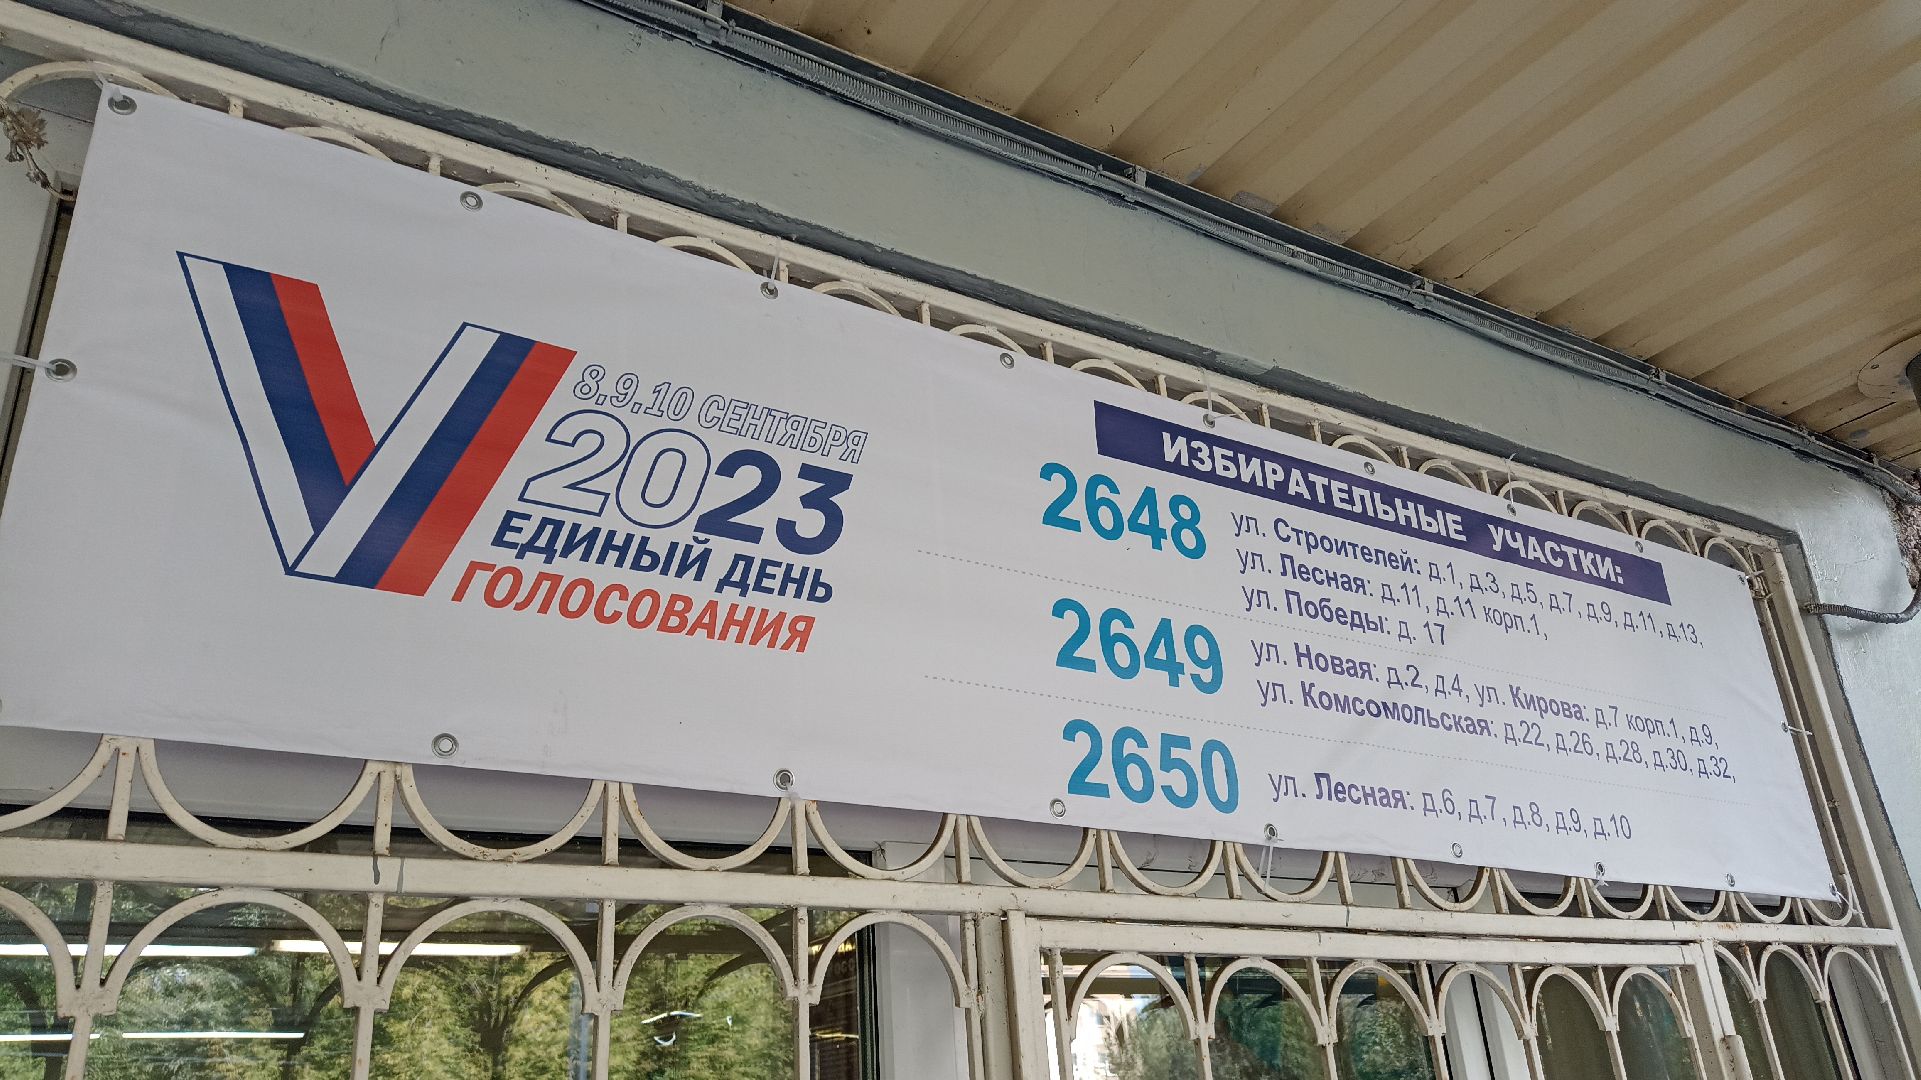 8.9.10 СЕНТЯБРЯ
2023
ЕДИНЫЙ ДЕНЬ
ГОЛОСОВАНИЯ
ИЗБИРАТЕЛЬНЫЕ УЧАСТКИ:
2648
ул. Строителей: д.1, д.3, д.5, д.7, д.9, д.11, д.13,
ул. Лесная: д.11, д.11 корп.1,
ул. Победы: д. 17
2649
ул. Новая: д.2, д.4, ул. Кирова: д.7 корп.1, д.9,
ул. Комсомольская: д.22, д.26, д.28, д.30, д.32,
2650
ул. Лесная: д.6, д.7, д.8, д.9, д.10